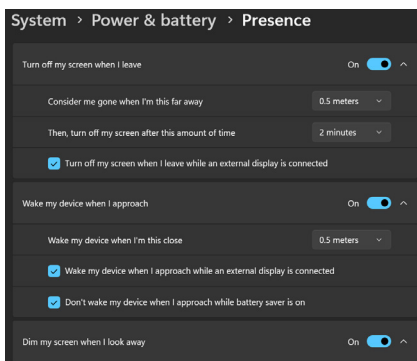 System > Power & battery > Presence
Turn off my screen when I leave On
Consider me gone when I'm this far away 0.5 meters
Then, turn off my screen after this amount of time 2 minutes
Turn off my screen when I leave while an external display is connected
Wake my device when I approach On
Wake my device when I'm this close 0.5 meters
Wake my device when I approach while an external display is connected
Don't wake my device when I approach while battery saver is on
Dim my screen when I look away On